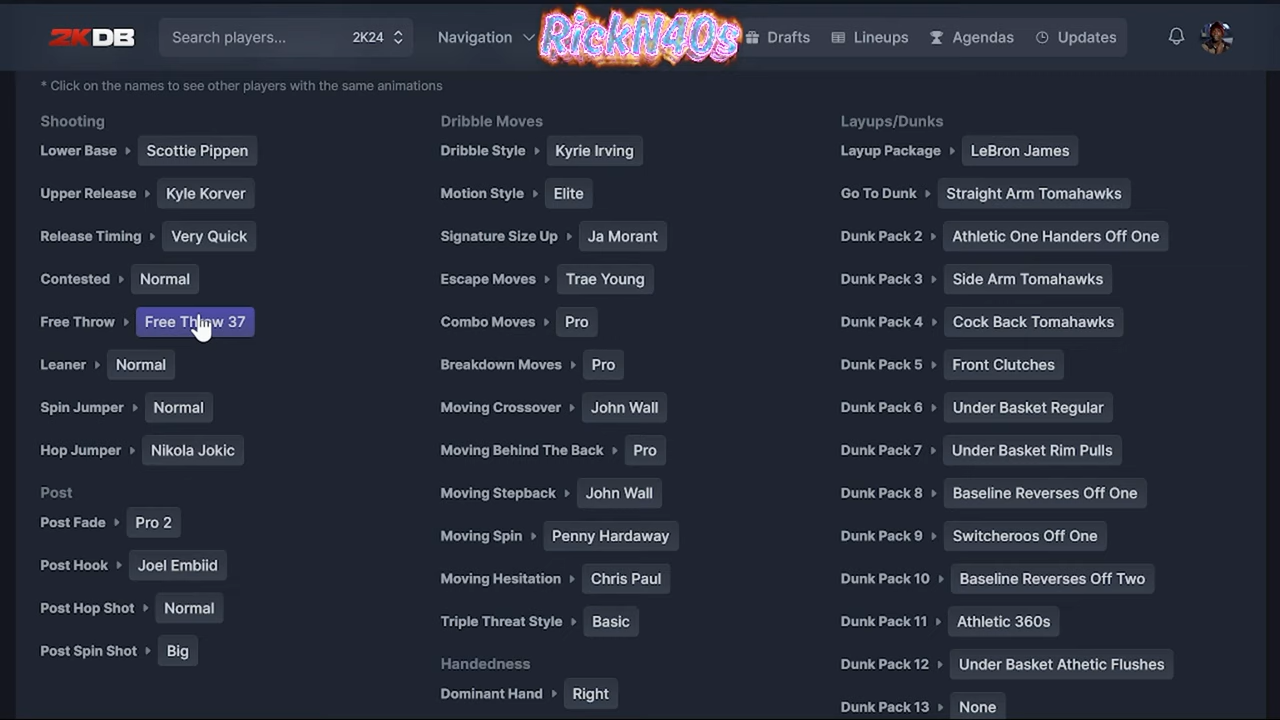 2KDB
Search players...
2K24
Navigation
RickN40s
Drafts
Lineups
Agendas
Updates
* Click on the names to see other players with the same animations
Shooting
Lower Base Scottie Pippen
Upper Release Kyle Korver
Release Timing Very Quick
Contested Normal
Free Throw Free Throw 37
Leaner Normal
Spin Jumper Normal
Hop Jumper Nikola Jokic
Post
Post Fade Pro 2
Post Hook Joel Embiid
Post Hop Shot Normal
Post Spin Shot Big
Dribble Moves
Dribble Style Kyrie Irving
Motion Style Elite
Signature Size Up Ja Morant
Escape Moves Trae Young
Combo Moves Pro
Breakdown Moves Pro
Moving Crossover John Wall
Moving Behind The Back Pro
Moving Stepback John Wall
Moving Spin Penny Hardaway
Moving Hesitation Chris Paul
Triple Threat Style Basic
Handedness
Dominant Hand Right
Layups/Dunks
Layup Package LeBron James
Go To Dunk Straight Arm Tomahawks
Dunk Pack 2 Athletic One Handers Off One
Dunk Pack 3 Side Arm Tomahawks
Dunk Pack 4 Cock Back Tomahawks
Dunk Pack 5 Front Clutches
Dunk Pack 6 Under Basket Regular
Dunk Pack 7 Under Basket Rim Pulls
Dunk Pack 8 Baseline Reverses Off One
Dunk Pack 9 Switcheroos Off One
Dunk Pack 10 Baseline Reverses Off Two
Dunk Pack 11 Athletic 360s
Dunk Pack 12 Under Basket Athetic Flushes
Dunk Pack 13 None